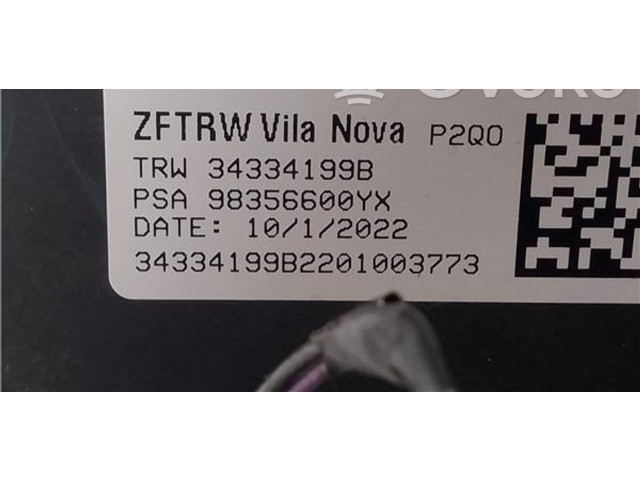 ZFTRW Vila Nova P2Q0
TRW 34334199B
PSA 98356600YX
DATE: 10/1/2022
34334199B2201003773